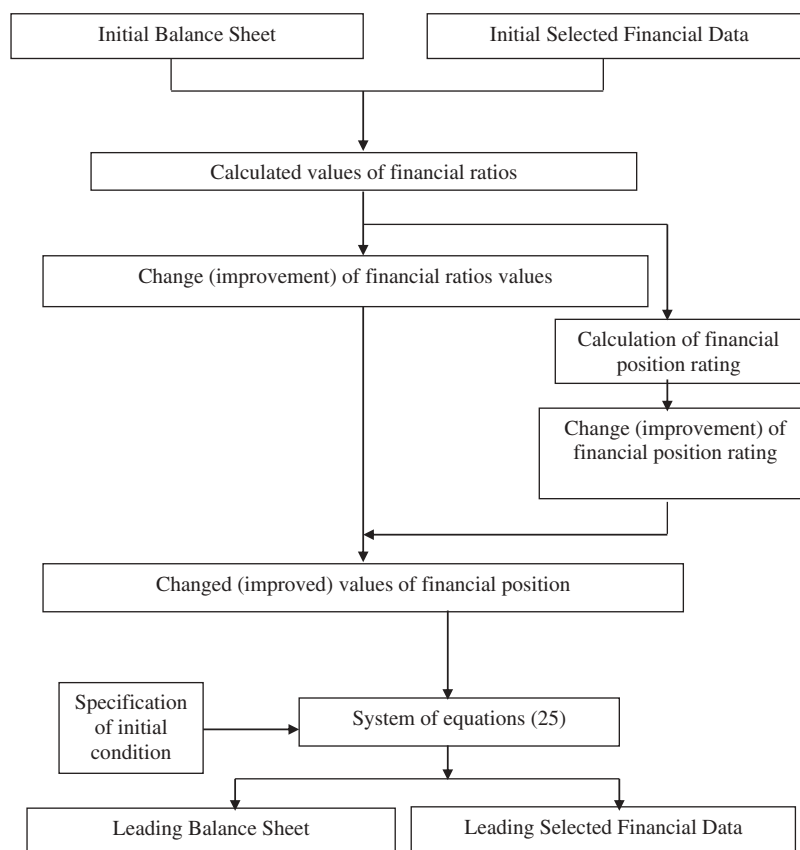 Initial Balance Sheet
Initial Selected Financial Data
Calculated values of financial ratios
Change (improvement) of financial ratios values
Calculation of financial
position rating
Change (improvement) of
financial position rating
Changed (improved) values of financial position
Specification
of initial
condition
System of equations (25)
Leading Balance Sheet
Leading Selected Financial Data